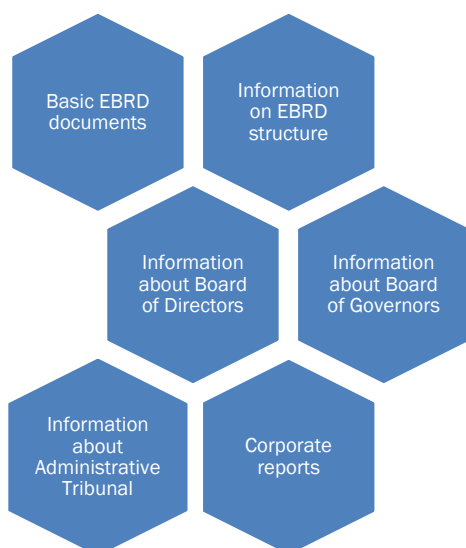 Basic EBRD
documents
Information
on EBRD
structure
Information
about Board
of Directors
Information
about Board
of Governors
Information
about
Administrative
Tribunal
Corporate
reports